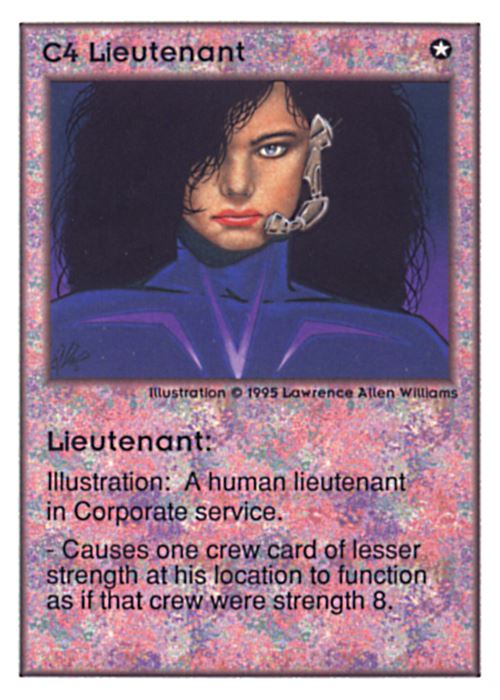 C4 Lieutenant
Illustration © 1995 Lawrence Allen Williams
Lieutenant:
Illustration: A human lieutenant
in Corporate service.
- Causes one crew card of lesser
strength at his location to function
as if that crew were strength 8.